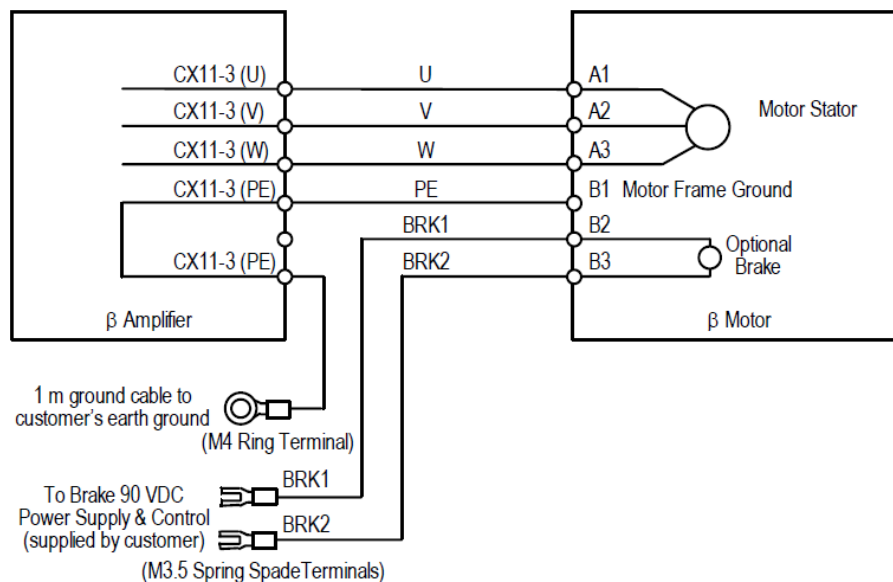 CX11-3 (U)
U
A1
CX11-3 (V)
V
A2
Motor Stator
CX11-3 (W)
W
A3
CX11-3 (PE)
PE
B1
Motor Frame Ground
BRK1
B2
Optional
Brake
CX11-3 (PE)
BRK2
B3
β Amplifier
β Motor
1 m ground cable to
customer's earth ground
(M4 Ring Terminal)
BRK1
To Brake 90 VDC
Power Supply & Control
(supplied by customer)
BRK2
(M3.5 Spring SpadeTerminals)